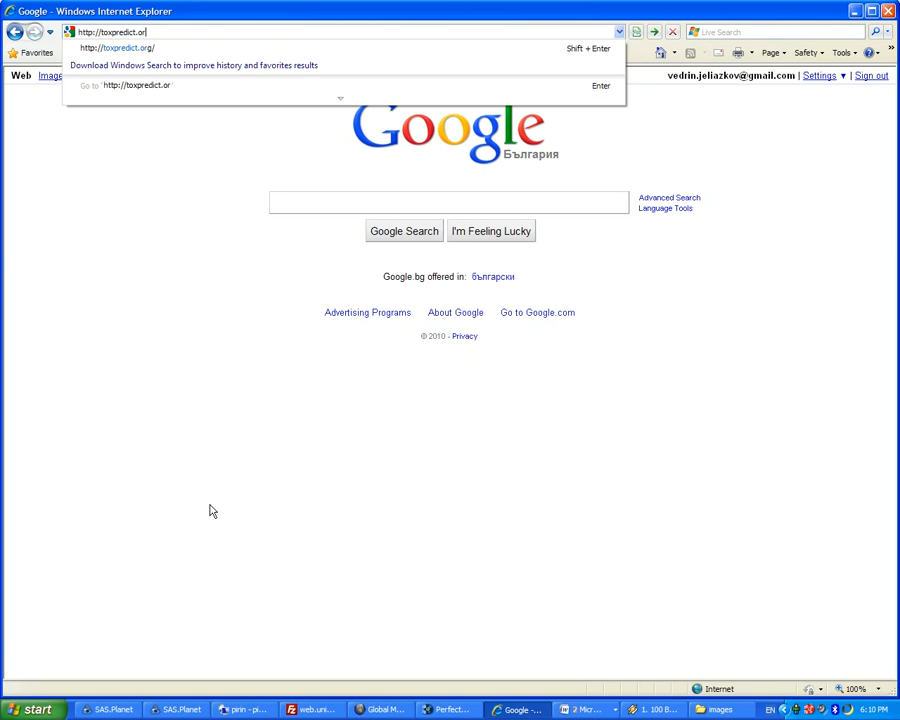 Google - Windows Internet Explorer
http://toxpredict.or
Live Search
http://toxpredict.org/
Shift + Enter
Download Windows Search to improve history and favorites results
Go to 'http://toxpredict.or'
Enter
Favorites
Page
Safety
Tools
Web Image
vedrin.jeliazkov@gmail.com | Settings ▼ | Sign out
Google
България
Advanced Search
Language Tools
Google Search
I'm Feeling Lucky
Google.bg offered in: български
Advertising Programs
About Google
Go to Google.com
© 2010 - Privacy
Internet
100%
start
SAS.Planet
SAS.Planet
pirin - pi...
web.uni...
Global M...
Perfect...
Google -...
2 Micr...
1. 100 B
images
EN
6:10 PM